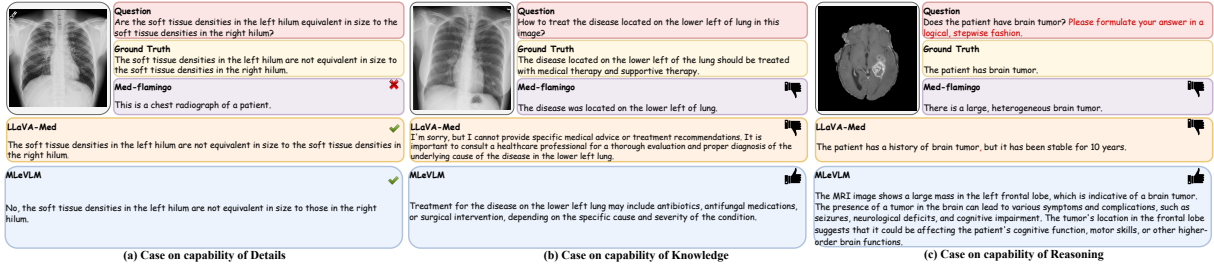 Question
Are the soft tissue densities in the left hilum equivalent in size to the
soft tissue densities in the right hilum?
Ground Truth
The soft tissue densities in the left hilum are not equivalent in size to
the soft tissue densities in the right hilum.
Med-flamingo
This is a chest radiograph of a patient.
LLaVA-Med
The soft tissue densities in the left hilum are not equivalent in size to the soft tissue densities in
the right hilum.
MLeVLM
No, the soft tissue densities in the left hilum are not equivalent in size to those in the right
hilum.
(a) Case on capability of Details
Question
How to treat the disease located on the lower left of lung in this
image?
Ground Truth
The disease located on the lower left of the lung should be treated
with medical therapy and supportive therapy.
Med-flamingo
The disease was located on the lower left of lung.
LLaVA-Med
I'm sorry, but I cannot provide specific medical advice or treatment recommendations. It is
important to consult a healthcare professional for a thorough evaluation and proper diagnosis of the
underlying cause of the disease in the lower left lung.
MLeVLM
Treatment for the disease on the lower left lung may include antibiotics, antifungal medications,
or surgical intervention, depending on the specific cause and severity of the condition.
(b) Case on capability of Knowledge
Question
Does the patient have brain tumor? Please formulate your answer in a
logical, stepwise fashion.
Ground Truth
The patient has brain tumor.
Med-flamingo
There is a large, heterogeneous brain tumor.
LLaVA-Med
The patient has a history of brain tumor, but it has been stable for 10 years.
MLeVLM
The MRI image shows a large mass in the left frontal lobe, which is indicative of a brain tumor.
The presence of a tumor in the brain can lead to various symptoms and complications, such as
seizures, neurological deficits, and cognitive impairment. The tumor's location in the frontal lobe
suggests that it could be affecting the patient's cognitive function, motor skills, or other higher-
order brain functions.
(c) Case on capability of Reasoning